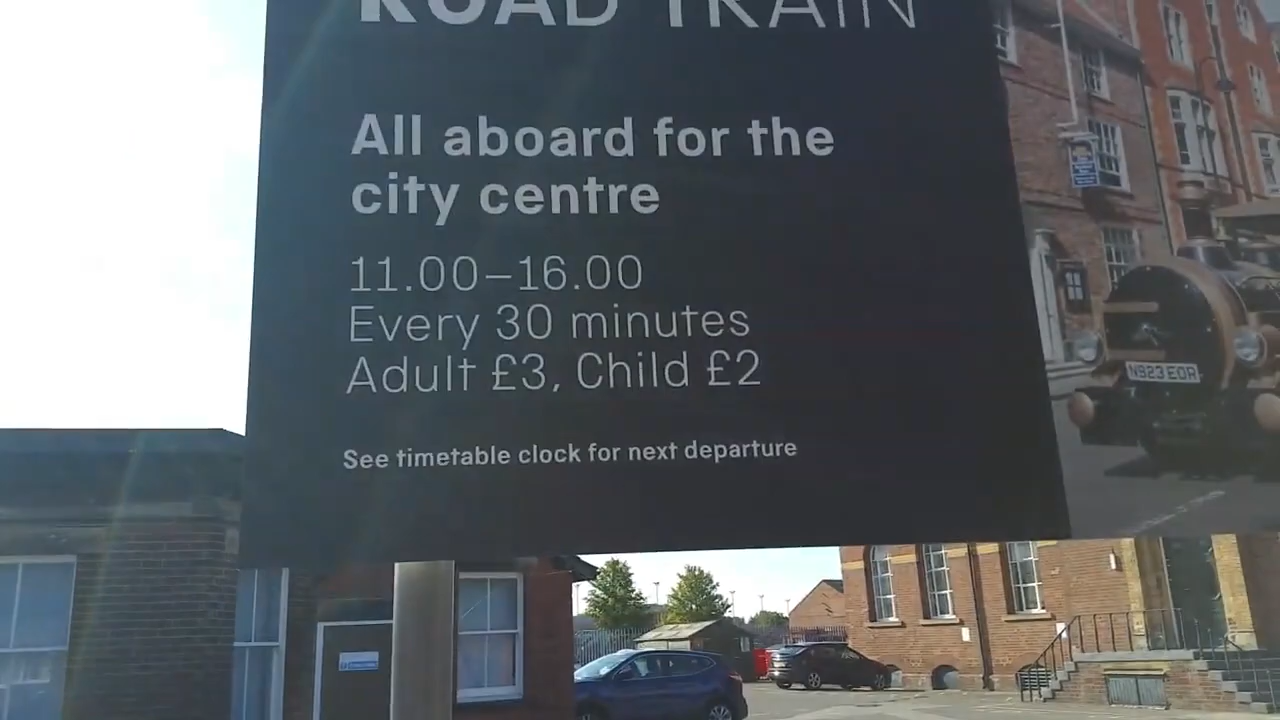 ROAD TRAIN
All aboard for the
city centre
11.00–16.00
Every 30 minutes
Adult £3, Child £2
See timetable clock for next departure
N923 EOR